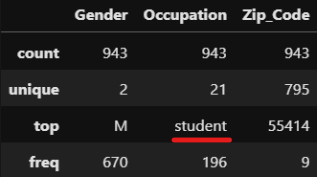 Gender Occupation Zip_Code
count 943 943 943
unique 2 21 795
top M student 55414
freq 670 196 9